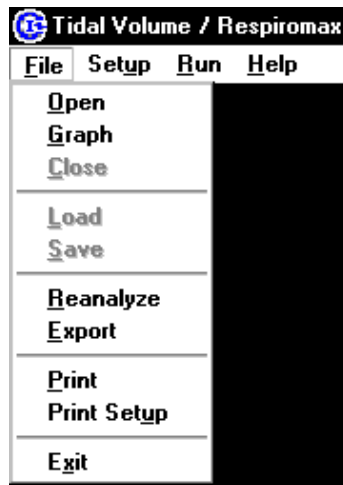 Tidal Volume / Respiromax
File Setup Run Help
Open
Graph
Close
Load
Save
Reanalyze
Export
Print
Print Setup
Exit